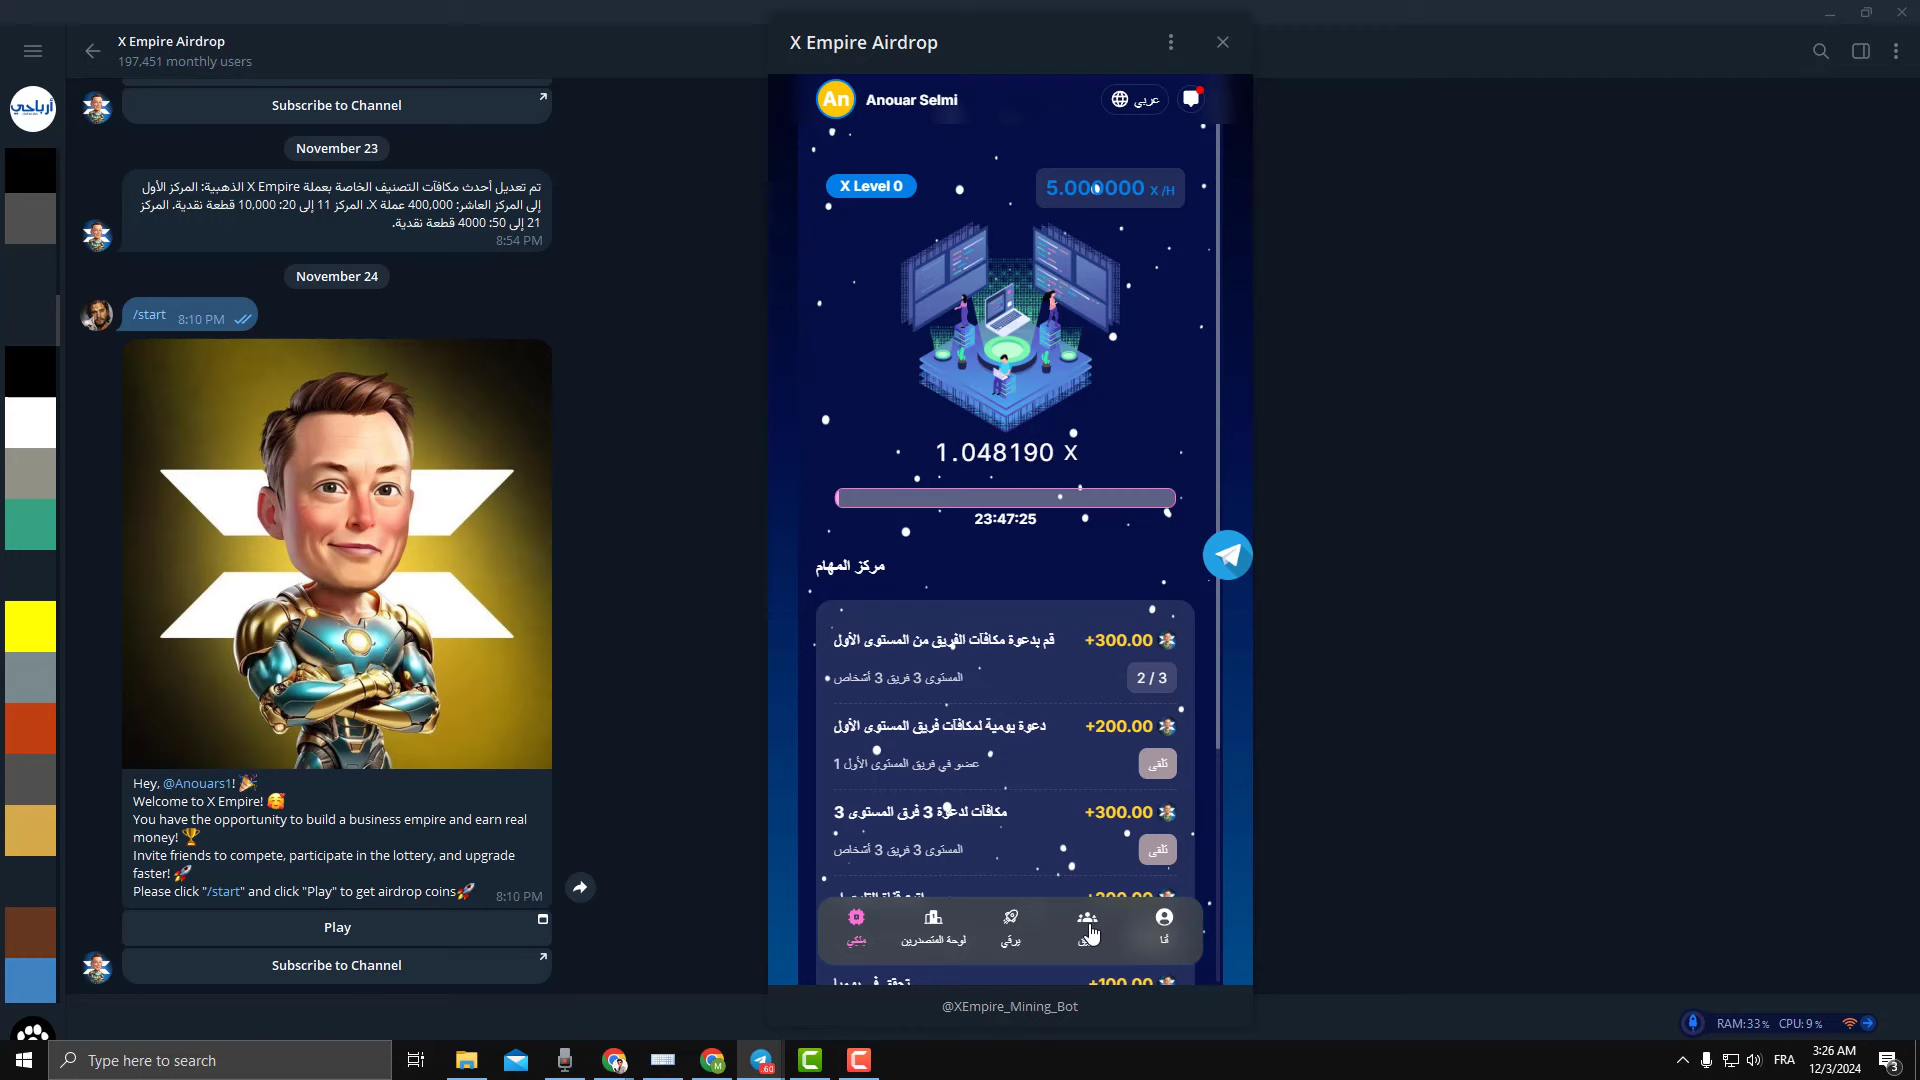 X Empire Airdrop
197,451 monthly users
أرباحي
Subscribe to Channel
November 23
تم تعديل أحدث مكافآت التصنيف الخاصة بعملة X Empire الذهبية: المركز الأول
إلى المركز العاشر: 400,000 عملة X. المركز 11 إلى 20: 10,000 قطعة نقدية. المركز
21 إلى 50: 4000 قطعة نقدية.
8:54 PM
November 24
/start 8:10 PM
Hey, @Anouars1!
Welcome to X Empire!
You have the opportunity to build a business empire and earn real
money!
Invite friends to compete, participate in the lottery, and upgrade
faster!
Please click "/start" and click "Play" to get airdrop coins
8:10 PM
Play
Subscribe to Channel
X Empire Airdrop
An Anouar Selmi
عربي
X Level 0
5.000000 X /H
1.048190 X
23:47:25
مركز المهام
قم بدعوة مكافآت الفريق من المستوى الأول
+300.00
المستوى 3 فريق 3 أشخاص
2 / 3
دعوة يومية لمكافآت فريق المستوى الأول
+200.00
عضو في فريق المستوى الأول 1
تلقى
مكافآت لدعوة 3 فرق المستوى 3
+300.00
المستوى 3 فريق 3 أشخاص
تلقى
لوحة المتصدرين
يرقي
أنا
+100.00
@XEmpire_Mining_Bot
RAM:33% CPU:9%
Type here to search
.60
FRA
3:26 AM
12/3/2024
3